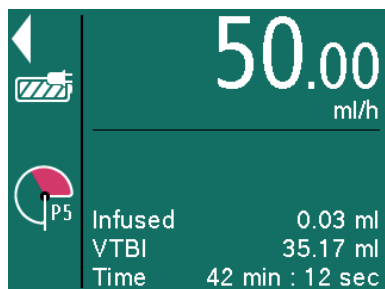 50.00
ml/h
P5
Infused 0.03 ml
VTBI 35.17 ml
Time 42 min : 12 sec